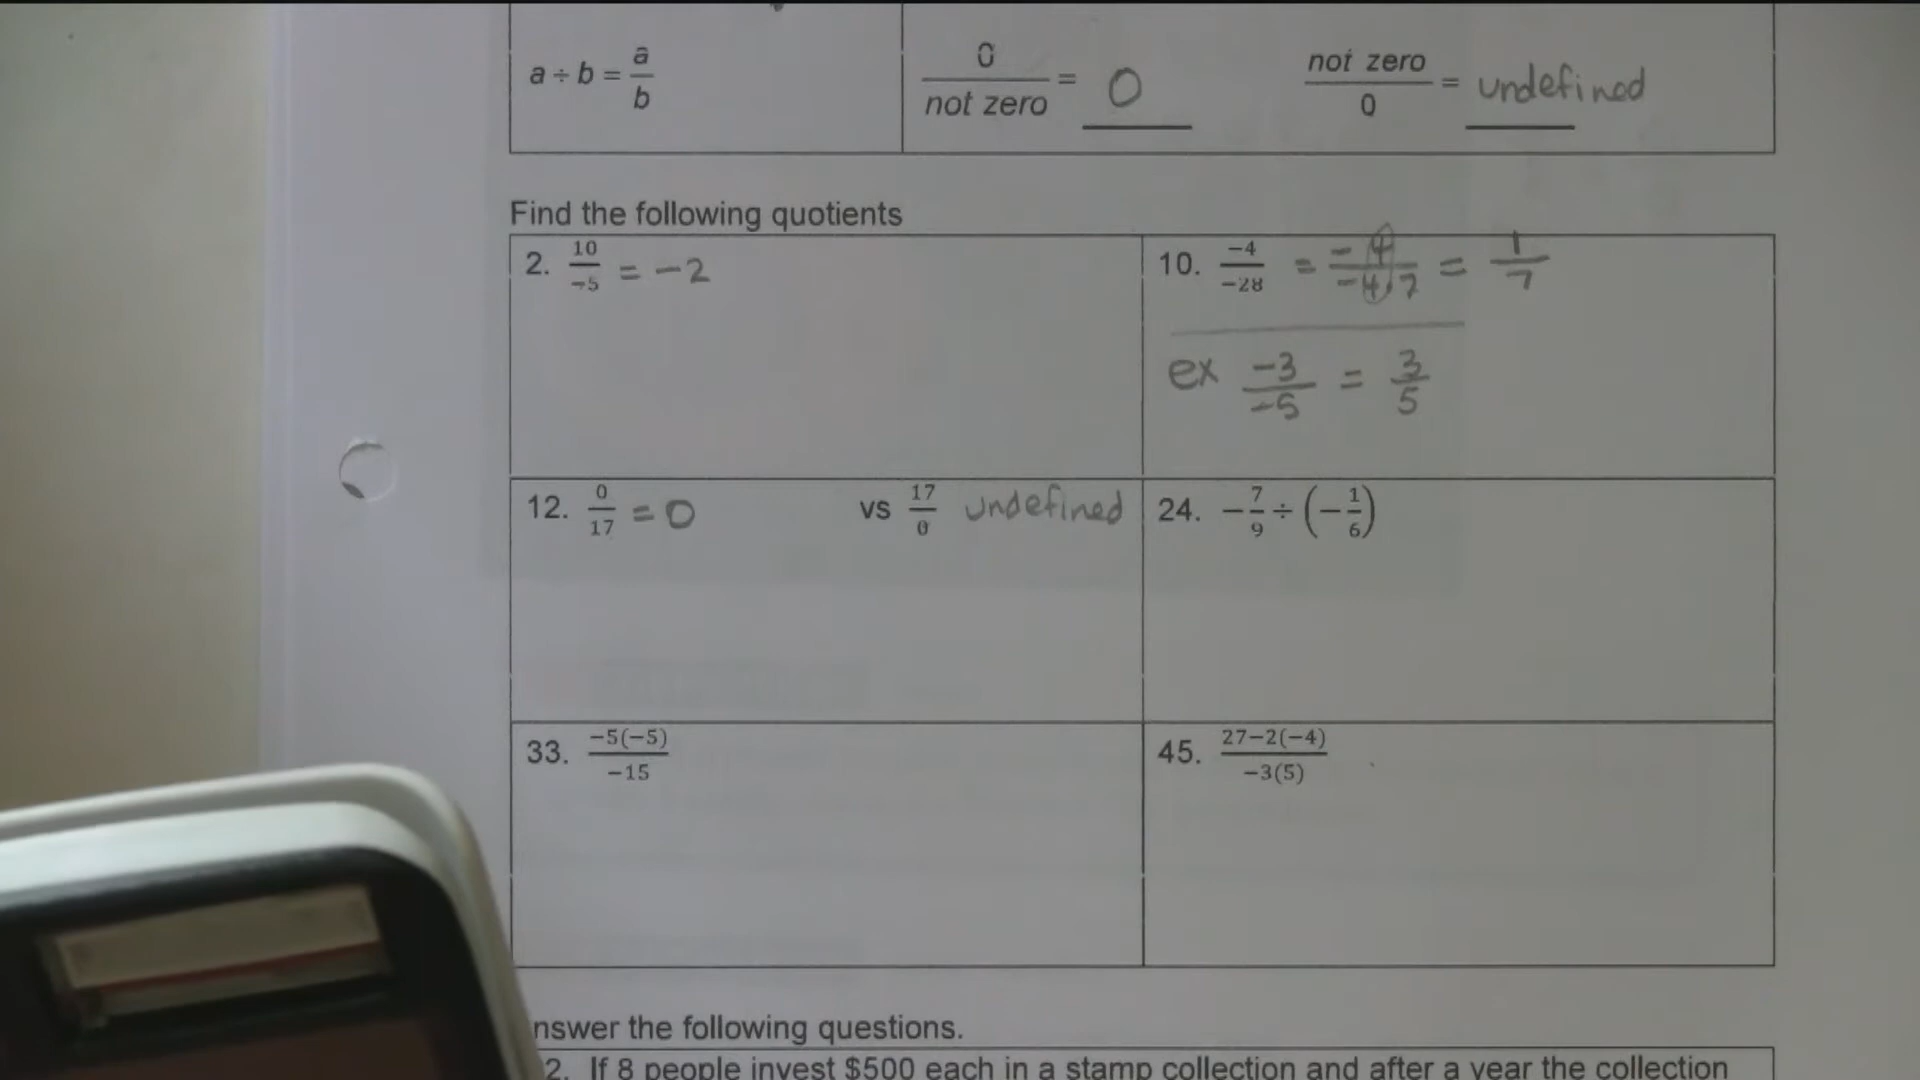 a ÷ b = a/b
0/not zero = 0
not zero/0 = undefined
Find the following quotients
2. 10/-5 = -2
10. -4/-28 = -4/-4·7 = 1/7
ex -3/-5 = 3/5
12. 0/17 = 0 vs 17/0 undefined
24. -7/9 ÷ (-1/6)
33. -5(-5)/-15
45. 27-2(-4)/-3(5)
nswer the following questions.
2. If 8 people invest $500 each in a stamp collection and after a year the collection